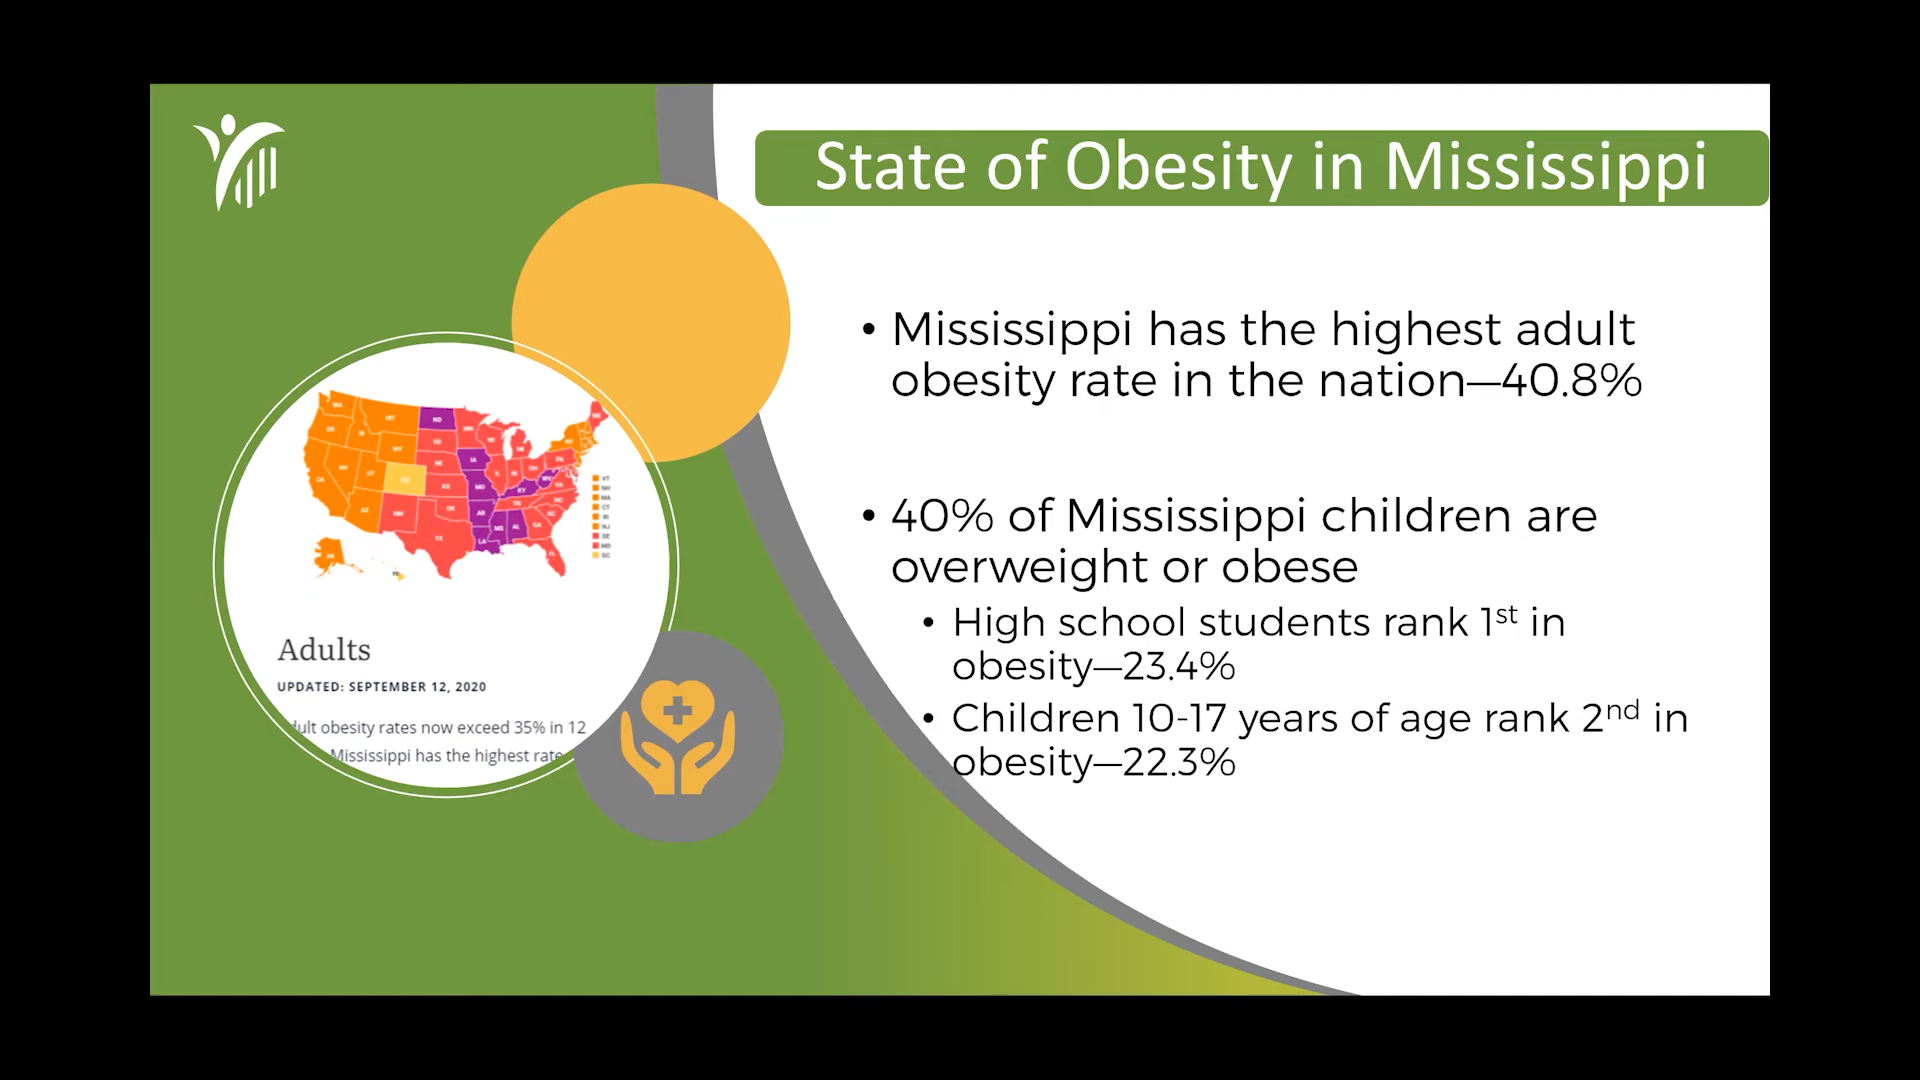 State of Obesity in Mississippi
• Mississippi has the highest adult
obesity rate in the nation—40.8%
• 40% of Mississippi children are
overweight or obese
• High school students rank 1st in
obesity—23.4%
• Children 10-17 years of age rank 2nd in
obesity—22.3%
Adults
UPDATED: SEPTEMBER 12, 2020
obesity rates now exceed 35% in 12
Mississippi has the highest rate